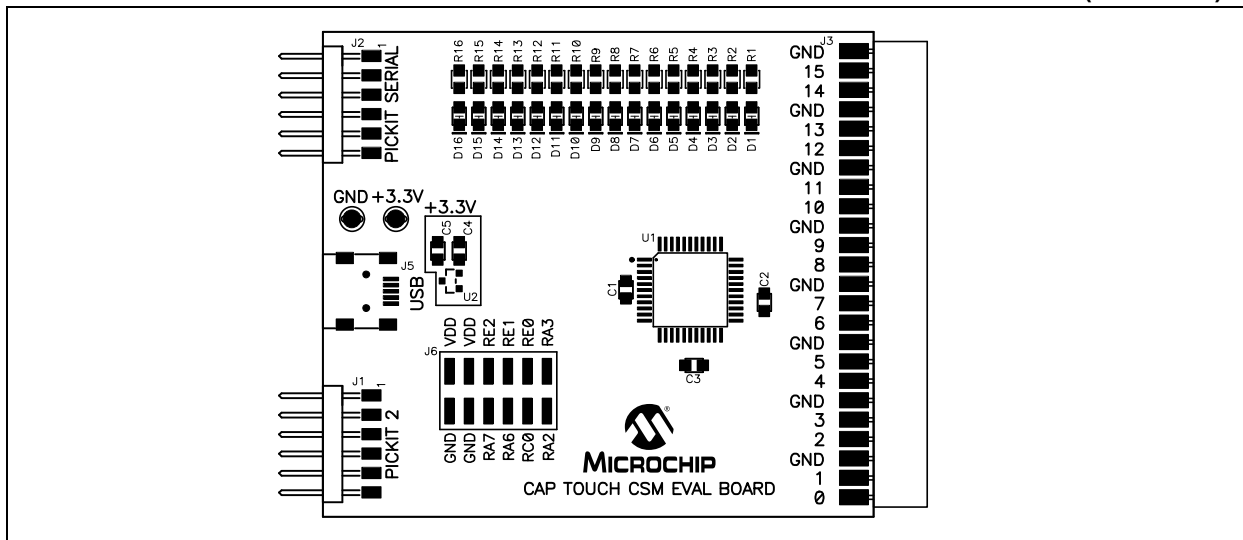 J2
1
PICKIT SERIAL
R16
R15
R14
R13
R12
R11
R10
R9
R8
R7
R6
R5
R4
R3
R2
R1
D16
D15
D14
D13
D12
D11
D10
D9
D8
D7
D6
D5
D4
D3
D2
D1
GND +3.3V
+3.3V
C5
C4
U2
J5
USB
U1
C1
C2
C3
J6
VDD
VDD
RE2
RE1
RE0
RA3
GND
GND
RA7
RA6
RC0
RA2
J1
1
PICKIT 2
MICROCHIP
®
CAP TOUCH CSM EVAL BOARD
J3
GND
15
14
GND
13
12
GND
11
10
GND
9
8
GND
7
6
GND
5
4
GND
3
2
GND
1
0